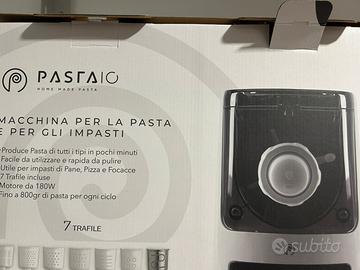 PASTAIO
HOME MADE PASTA
MACCHINA PER LA PASTA
E PER GLI IMPASTI
Produce Pasta di tutti i tipi in pochi minuti
Facile da utilizzare e rapida da pulire
Utile per impasti di Pane, Pizza e Focacce
7 Trafile incluse
Motore da 180W
Fino a 800gr di pasta per ogni ciclo
7 TRAFILE
subito